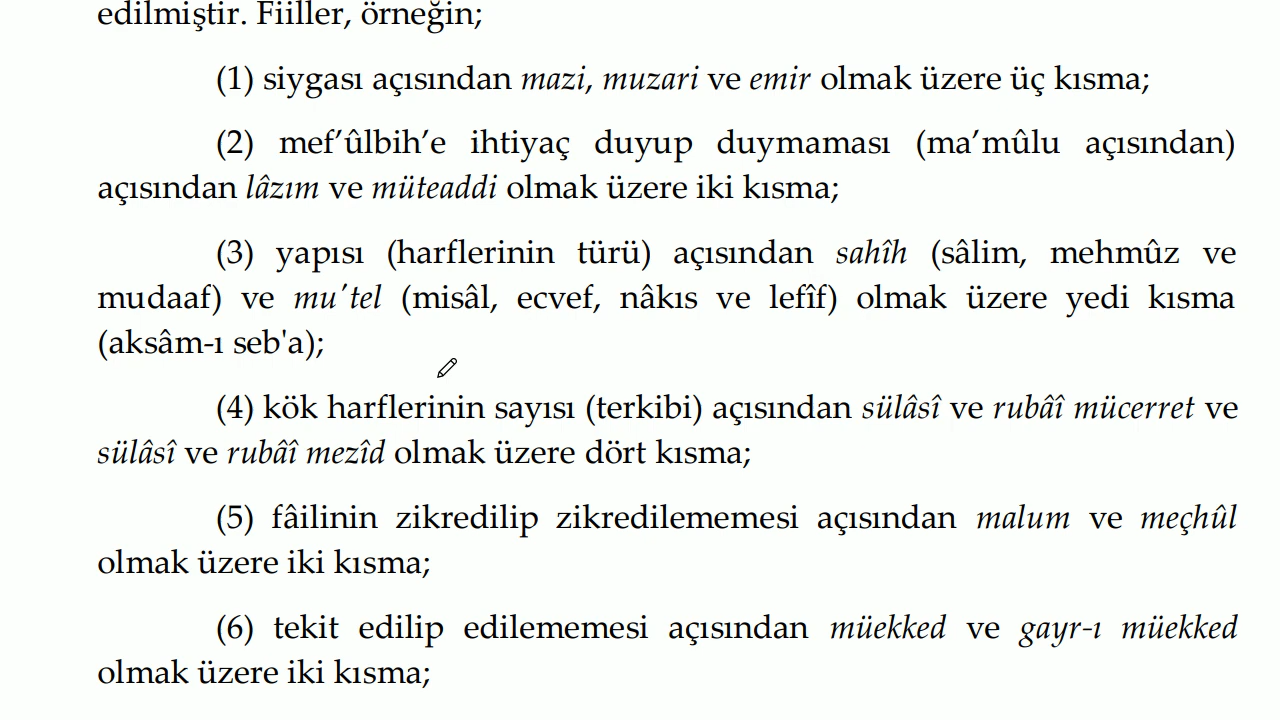 edilmiştir. Fiiller, örneğin;
(1) siygası açısından mazi, muzari ve emir olmak üzere üç kısma;
(2) mef’ûlbih’e ihtiyaç duyup duymaması (ma’mûlu açısından)
açısından lâzım ve müteaddi olmak üzere iki kısma;
(3) yapısı (harflerinin türü) açısından sahîh (sâlim, mehmûz ve
mudaaf) ve mu'tel (misâl, ecvef, nâkıs ve lefîf) olmak üzere yedi kısma
(aksâm-ı seb'a);
(4) kök harflerinin sayısı (terkibi) açısından sülâsî ve rubâî mücerret ve
sülâsî ve rubâî mezîd olmak üzere dört kısma;
(5) fâilinin zikredilip zikredilememesi açısından malum ve meçhûl
olmak üzere iki kısma;
(6) tekit edilip edilememesi açısından müekked ve gayr-ı müekked
olmak üzere iki kısma;